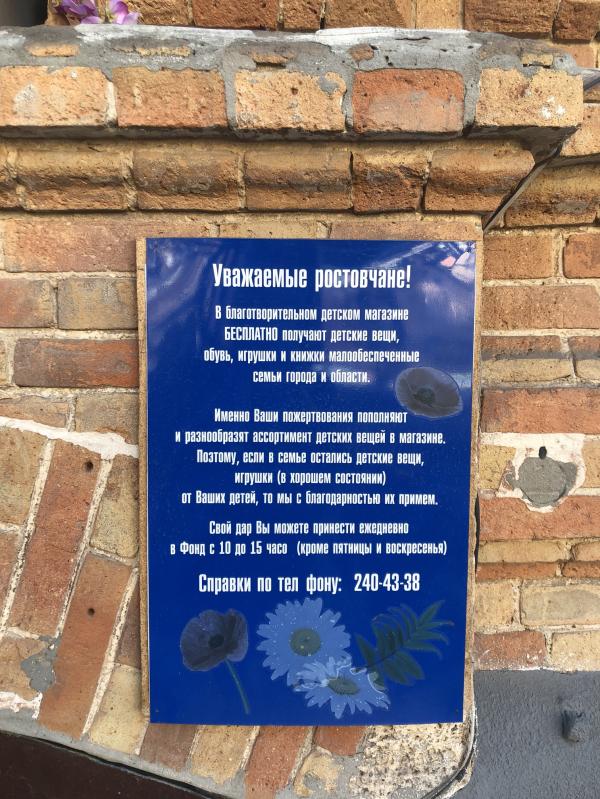 Уважаемые ростовчане!
В благотворительном детском магазине
БЕСПЛАТНО получают детские вещи,
обувь, игрушки и книжки малообеспеченные
семьи города и области.
Именно Ваши пожертвования пополняют
и разнообразят ассортимент детских вещей в магазине.
Поэтому, если в семье остались детские вещи,
игрушки (в хорошем состоянии)
от Ваших детей, то мы с благодарностью их примем.
Свой дар Вы можете принести ежедневно
в Фонд с 10 до 15 часо (кроме пятницы и воскресенья)
Справки по тел фону: 240-43-38